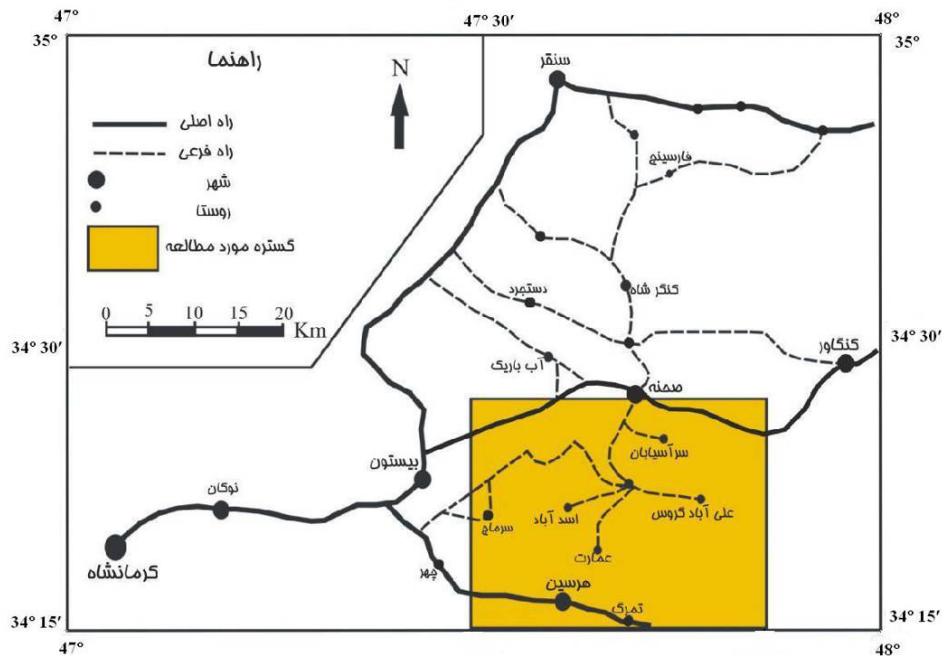 47°
47° 30′
48°
35°
35°
راهنما
N
راه اصلی
راه فرعی
شهر
روستا
گستره مورد مطالعه
0 5 10 15 20
Km
سنقر
فارسینج
کنگر شاه
دستجرد
34° 30′
34° 30′
کنگاور
آب باریک
صحنه
سرآسیابان
بیستون
نوکان
علی آباد گروس
اسد آباد
سرماج
عمارت
کرمانشاه
چهر
هرسین
تمرگ
34° 15′
34° 15′
47°
48°